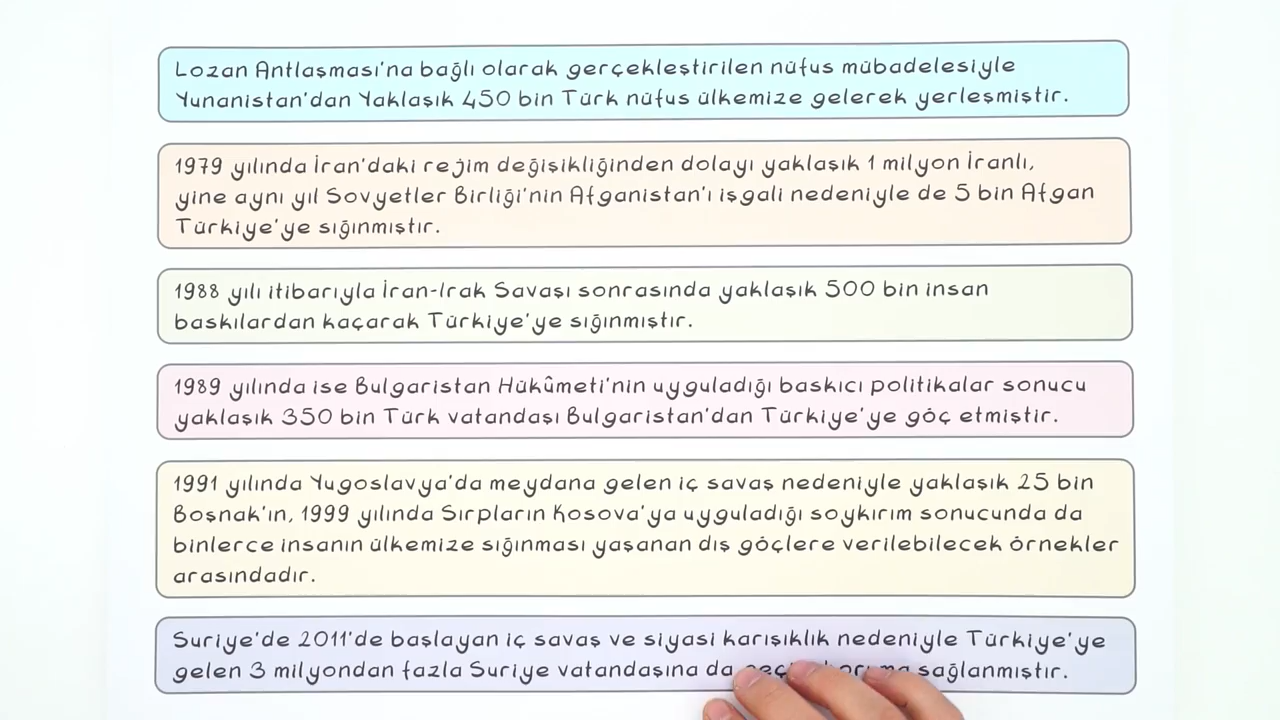 Lozan Antlaşması'na bağlı olarak gerçekleştirilen nüfus mübadelesiyle
Yunanistan'dan Yaklaşık 450 bin Türk nüfus ülkemize gelerek yerleşmiştir.
1979 yılında İran'daki rejim değişikliğinden dolayı yaklaşık 1 milyon İranlı,
yine aynı yıl Sovyetler Birliği'nin Afganistan'ı işgali nedeniyle de 5 bin Afgan
Türkiye'ye sığınmıştır.
1988 yılı itibarıyla İran-Irak Savaşı sonrasında yaklaşık 500 bin insan
baskılardan kaçarak Türkiye'ye sığınmıştır.
1989 yılında ise Bulgaristan Hükûmeti'nin uyguladığı baskıcı politikalar sonucu
yaklaşık 350 bin Türk vatandaşı Bulgaristan'dan Türkiye'ye göç etmiştir.
1991 yılında Yugoslavya'da meydana gelen iç savaş nedeniyle yaklaşık 25 bin
Boşnak'ın, 1999 yılında Sırpların Kosova'ya uyguladığı soykırım sonucunda da
binlerce insanın ülkemize sığınması yaşanan dış göçlere verilebilecek örnekler
arasındadır.
Suriye'de 2011'de başlayan iç savaş ve siyasi karışıklık nedeniyle Türkiye'ye
gelen 3 milyondan fazla Suriye vatandaşına da sağlanmıştır.